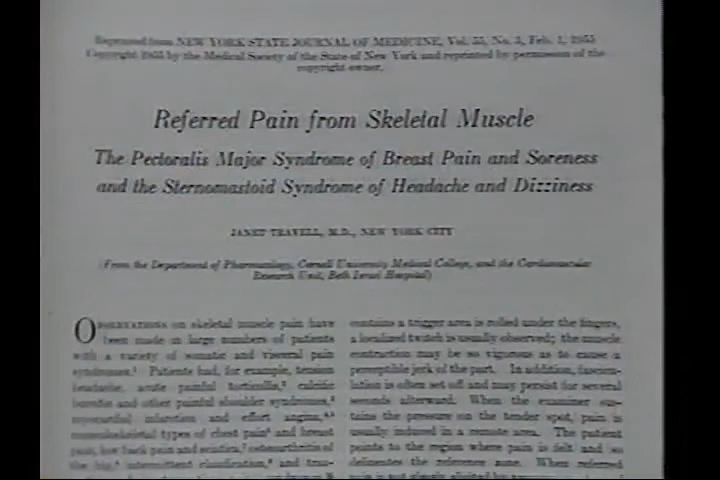 Reprinted from NEW YORK STATE JOURNAL OF MEDICINE, Vol. 55, No. 3, Feb. 1, 1955
Copyright 1955 by the Medical Society of the State of New York and reprinted by permission of the
copyright owner.
Referred Pain from Skeletal Muscle
The Pectoralis Major Syndrome of Breast Pain and Soreness
and the Sternomastoid Syndrome of Headache and Dizziness
JANET TRAVELL, M.D., NEW YORK CITY
(From the Department of Pharmacology, Cornell University Medical College, and the Cardiovascular
Research Unit, Beth Israel Hospital)
OBSERVATIONS on skeletal muscle pain have
been made in large numbers of patients
with a variety of somatic and visceral pain
syndromes.¹ Patients had, for example, tension
headache, acute painful torticollis, calcific
bursitis and other painful shoulder syndromes,
myocardial infarction and effort angina,
musculoskeletal types of chest pain and breast
pain, low back pain and sciatica, osteoarthritis of
the hip, intermittent claudication, and
contains a trigger area is rolled under the fingers,
a localized twitch is usually observed; the muscle
contraction may be so vigorous as to cause a
perceptible jerk of the part. In addition, fascicu-
lation is often set off and may persist for several
seconds afterward. When the examiner sus-
tains the pressure on the tender spot, pain is
usually induced in a remote area. The patient
points to the region where pain is felt and so
delineates the reference zone. When referred
pain is not